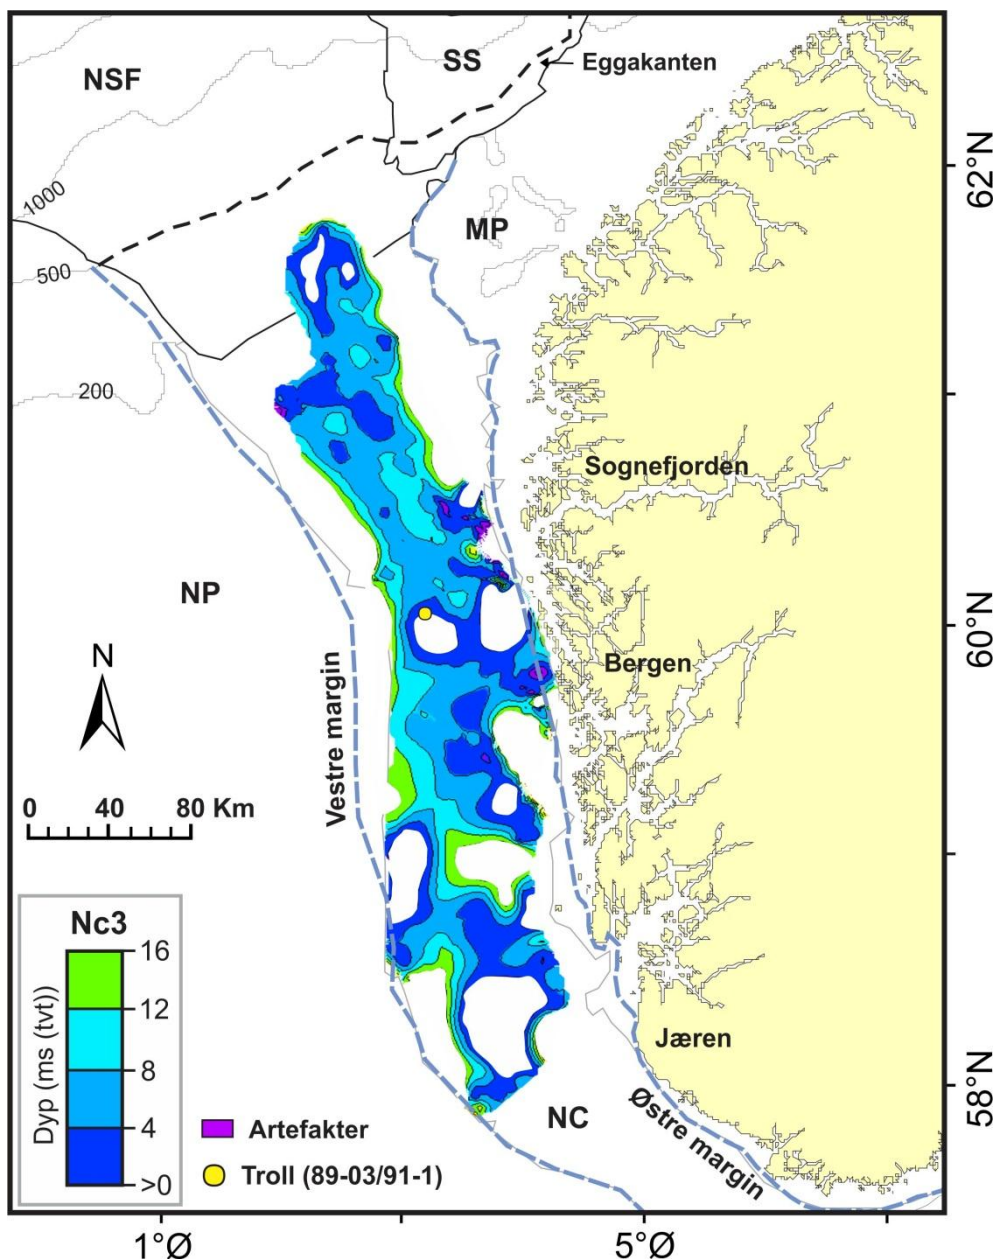 NSF
SS
Eggakanten
62°N
1000
MP
500
200
Sognefjorden
NP
60°N
Bergen
N
Vestre margin
0 40 80 Km
Nc3
16
12
8
4
>0
Dyp (ms (tvt))
Jæren
58°N
Artefakter
NC
Østre margin
Troll (89-03/91-1)
1°Ø
5°Ø